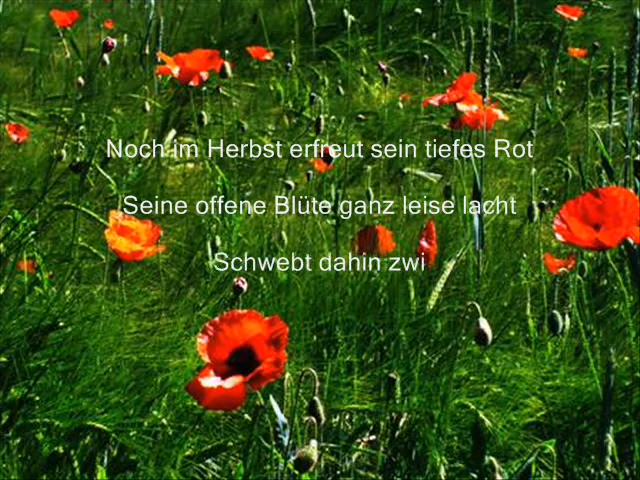 Noch im Herbst erfreut sein tiefes Rot
Seine offene Blüte ganz leise lacht
Schwebt dahin zwi